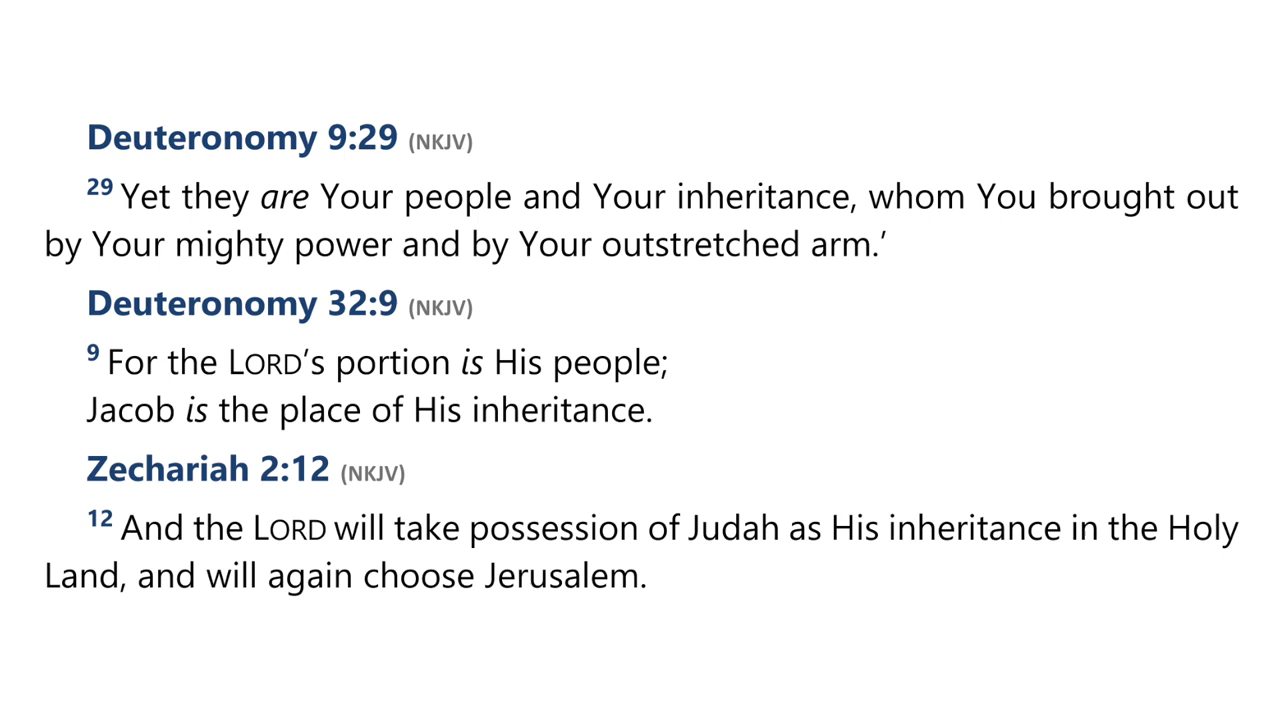 Deuteronomy 9:29 (NKJV)
29 Yet they are Your people and Your inheritance, whom You brought out
by Your mighty power and by Your outstretched arm.’
Deuteronomy 32:9 (NKJV)
9 For the LORD’s portion is His people;
Jacob is the place of His inheritance.
Zechariah 2:12 (NKJV)
12 And the LORD will take possession of Judah as His inheritance in the Holy
Land, and will again choose Jerusalem.